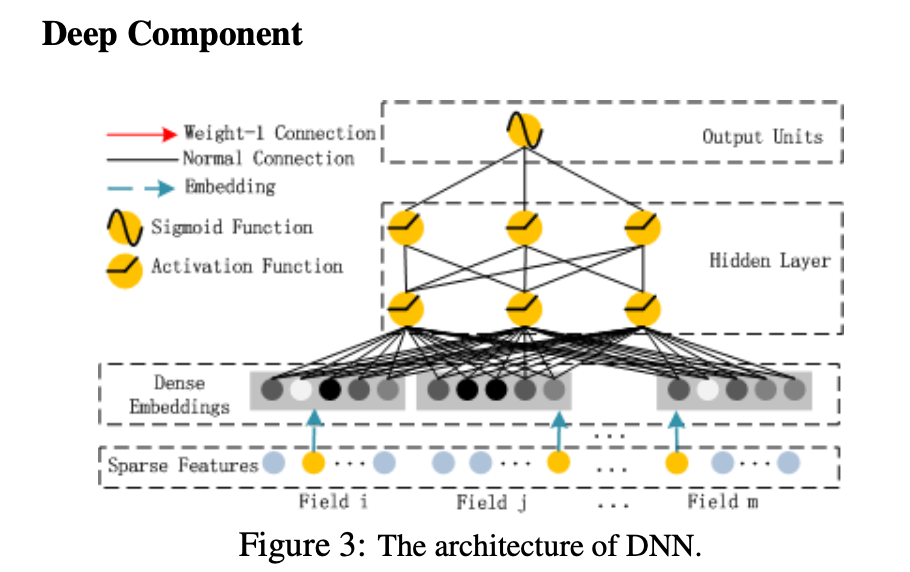 Deep Component
Weight-1 Connection
Normal Connection
Embedding
Sigmoid Function
Activation Function
Output Units
Hidden Layer
Dense
Embeddings
...
Sparse Features ... ... ... ...
Field i Field j ... Field m
Figure 3: The architecture of DNN.